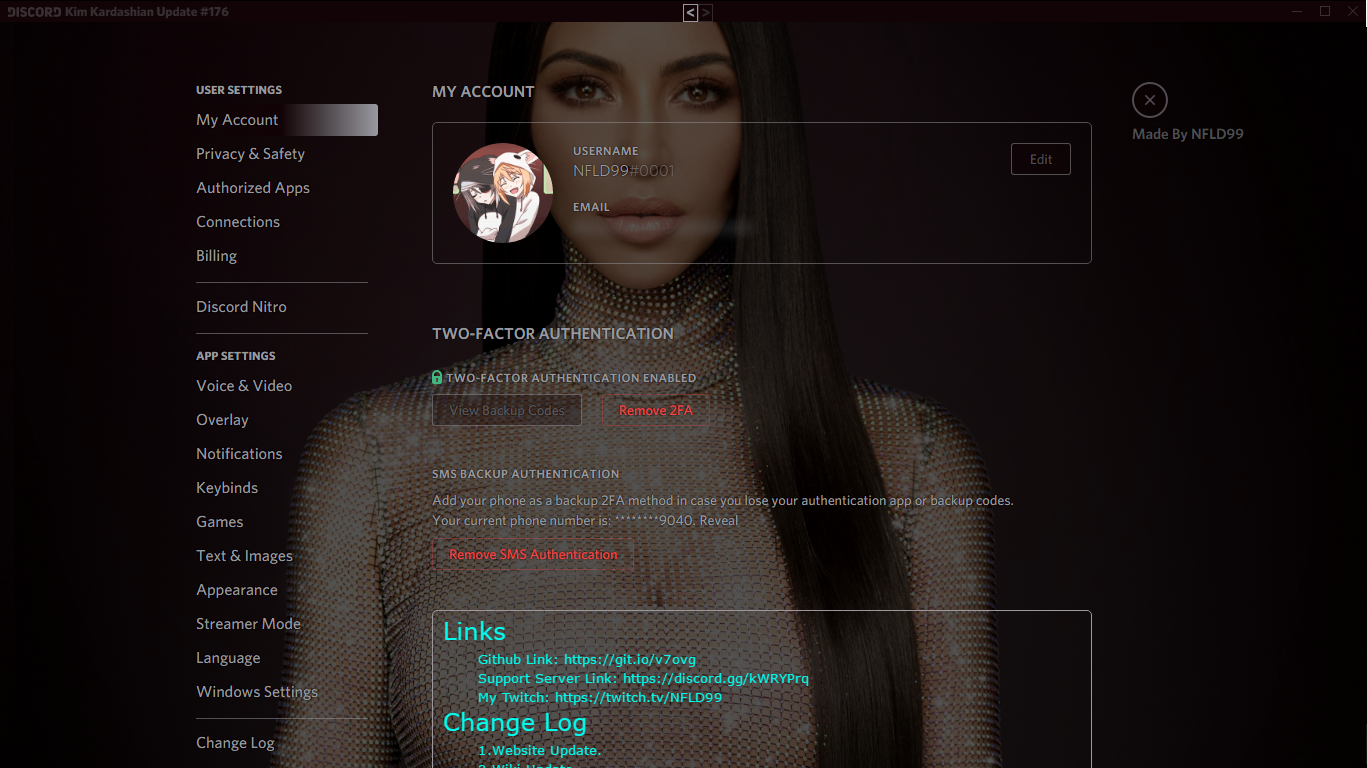 DISCORD Kim Kardashian Update #176
< >
USER SETTINGS
My Account
Privacy & Safety
Authorized Apps
Connections
Billing
Discord Nitro
APP SETTINGS
Voice & Video
Overlay
Notifications
Keybinds
Games
Text & Images
Appearance
Streamer Mode
Language
Windows Settings
Change Log
MY ACCOUNT
USERNAME
NFLD99#0001
Edit
EMAIL
TWO-FACTOR AUTHENTICATION
TWO-FACTOR AUTHENTICATION ENABLED
View Backup Codes
Remove 2FA
SMS BACKUP AUTHENTICATION
Add your phone as a backup 2FA method in case you lose your authentication app or backup codes.
Your current phone number is: ********9040. Reveal
Remove SMS Authentication
Links
Github Link: https://git.io/v7ovg
Support Server Link: https://discord.gg/kWRYPrq
My Twitch: https://twitch.tv/NFLD99
Change Log
1.Website Update.
2.Wiki Update.
Made By NFLD99